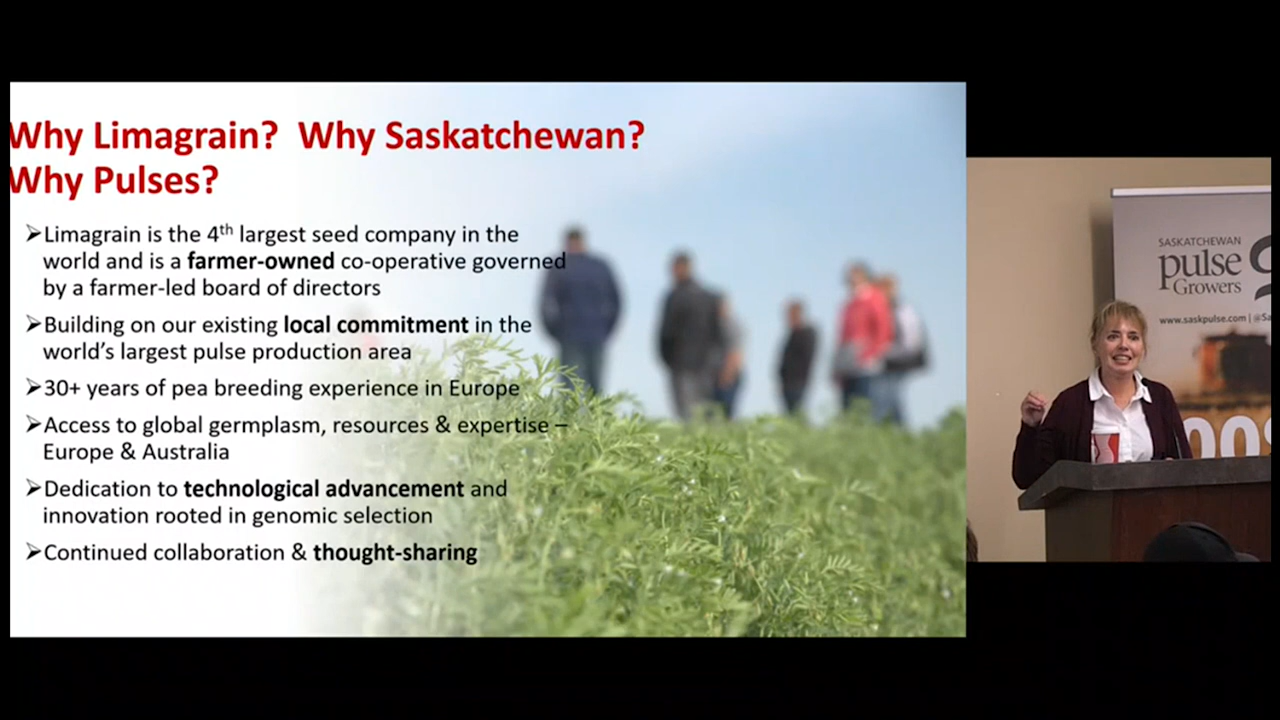 Why Limagrain?  Why Saskatchewan?
Why Pulses?
➢Limagrain is the 4th largest seed company in the
world and is a farmer-owned co-operative governed
by a farmer-led board of directors
➢Building on our existing local commitment in the
world's largest pulse production area
➢30+ years of pea breeding experience in Europe
➢Access to global germplasm, resources & expertise –
Europe & Australia
➢Dedication to technological advancement and
innovation rooted in genomic selection
➢Continued collaboration & thought-sharing
SASKATCHEWAN
pulse
Growers
www.saskpulse.com |